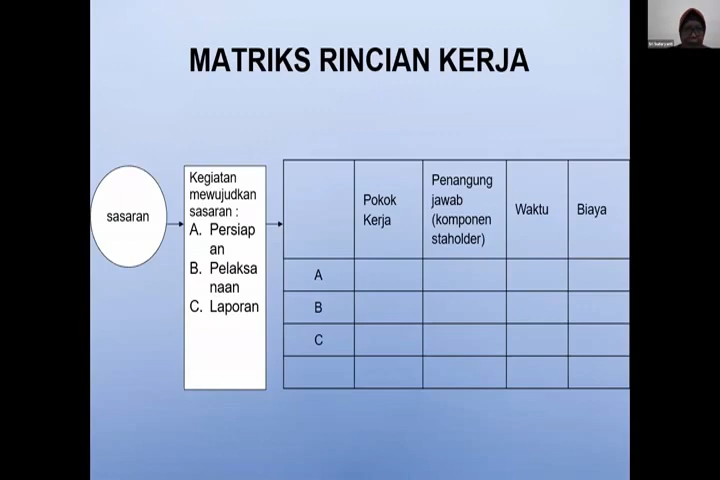 MATRIKS RINCIAN KERJA
sasaran
Kegiatan
mewujudkan
sasaran :
A. Persiap
an
B. Pelaksa
naan
C. Laporan
Pokok
Kerja
Penangung
jawab
(komponen
staholder)
Waktu
Biaya
A
B
C